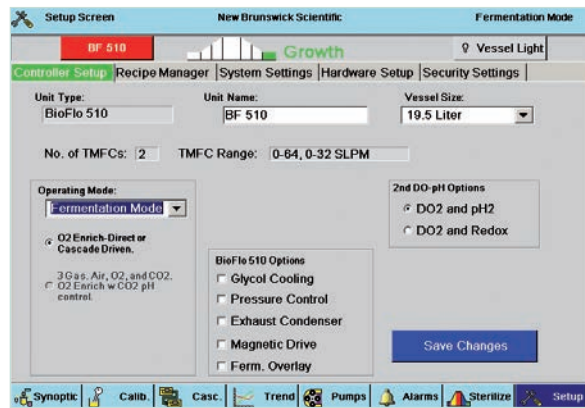 Setup Screen New Brunswick Scientific Fermentation Mode
BF 510 Growth Vessel Light
Controller Setup Recipe Manager System Settings Hardware Setup Security Settings
Unit Type: Unit Name: Vessel Size:
BioFlo 510 BF 510 19.5 Liter
No. of TMFCs: 2 TMFC Range: 0-64, 0-32 SLPM
Operating Mode:
Fermentation Mode
O2 Enrich-Direct or
Cascade Driven.
3 Gas. Air, O2, and CO2.
O2 Enrich w CO2 pH
control.
BioFlo 510 Options
Glycol Cooling
Pressure Control
Exhaust Condenser
Magnetic Drive
Ferm. Overlay
2nd DO-pH Options
DO2 and pH2
DO2 and Redox
Save Changes
Synoptic Calib. Casc. Trend Pumps Alarms Sterilize Setup